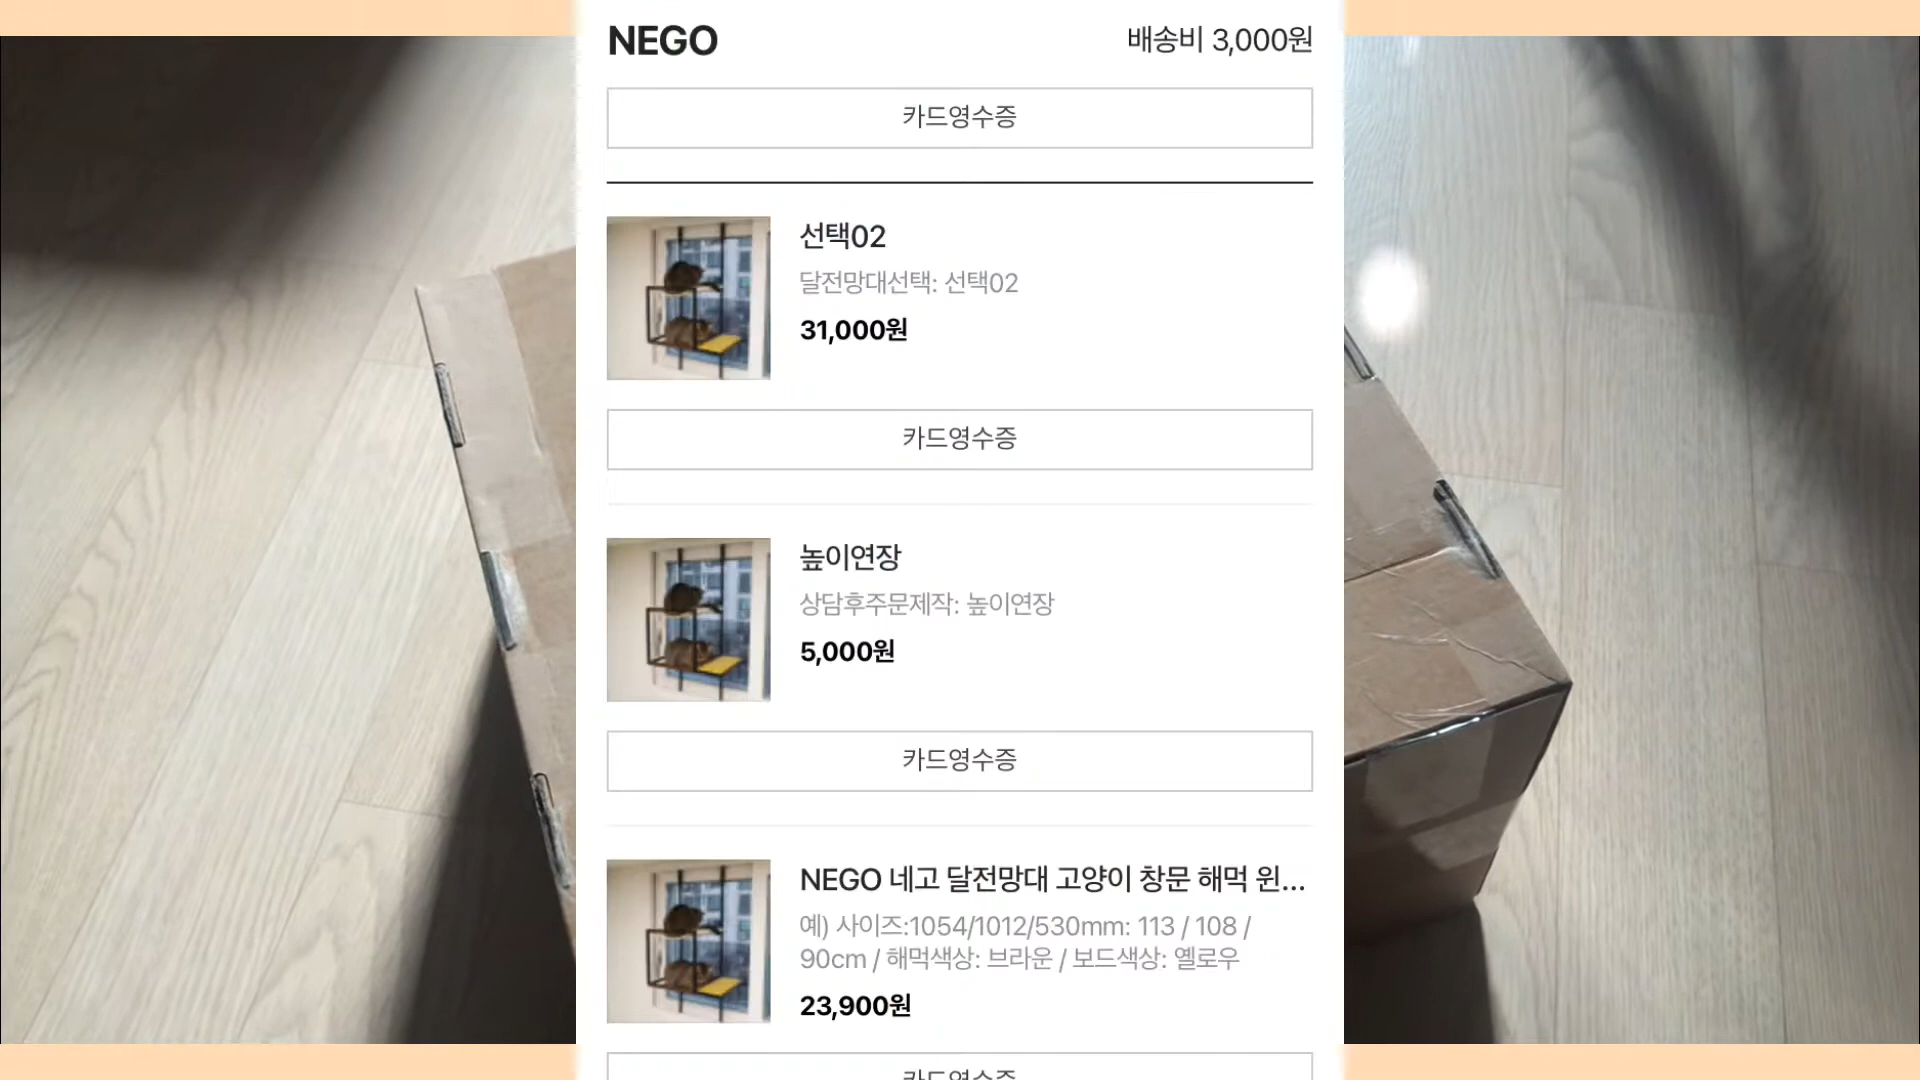 NEGO
배송비 3,000원
카드영수증
선택02
달전망대선택: 선택02
31,000원
카드영수증
높이연장
상담후주문제작: 높이연장
5,000원
카드영수증
NEGO 네고 달전망대 고양이 창문 해먹 윈...
예) 사이즈:1054/1012/530mm: 113 / 108 /
90cm / 해먹색상: 브라운 / 보드색상: 옐로우
23,900원
카드영수증